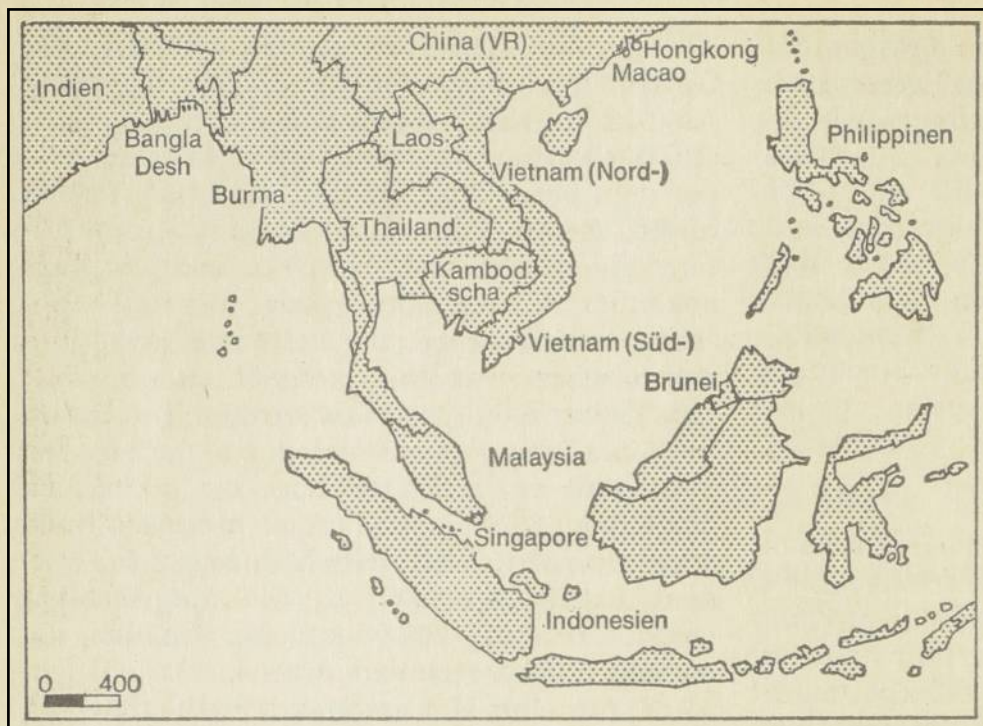 China (VR)
Hongkong
Macao
Indien
Bangla
Desh
Laos
Philippinen
Burma
Vietnam (Nord-)
Thailand
Kambod
scha
Vietnam (Süd-)
Brunei
Malaysia
Singapore
Indonesien
0 400